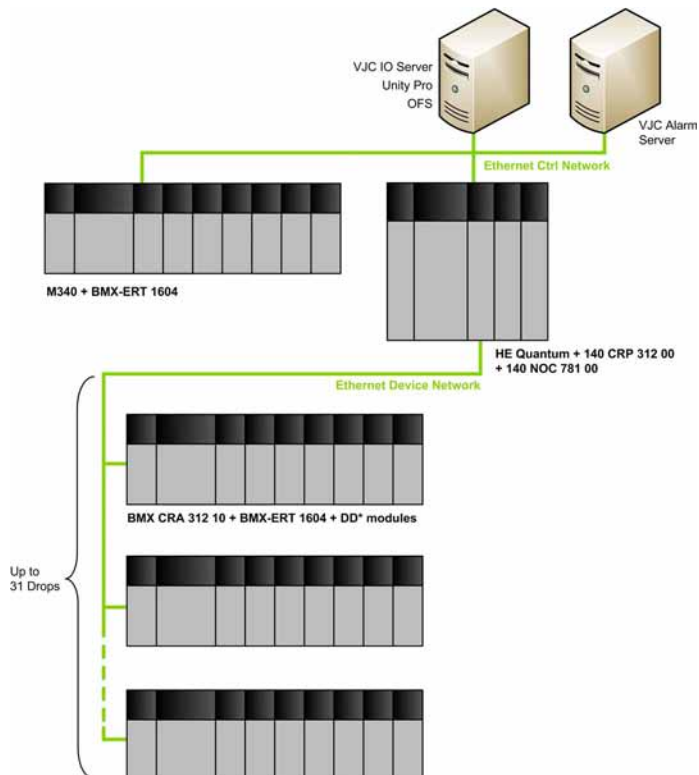 VJC IO Server
Unity Pro
OFS
VJC Alarm
Server
Ethernet Ctrl Network
M340 + BMX-ERT 1604
HE Quantum + 140 CRP 312 00
+ 140 NOC 781 00
Ethernet Device Network
BMX CRA 312 10 + BMX-ERT 1604 + DD* modules
Up to
31 Drops